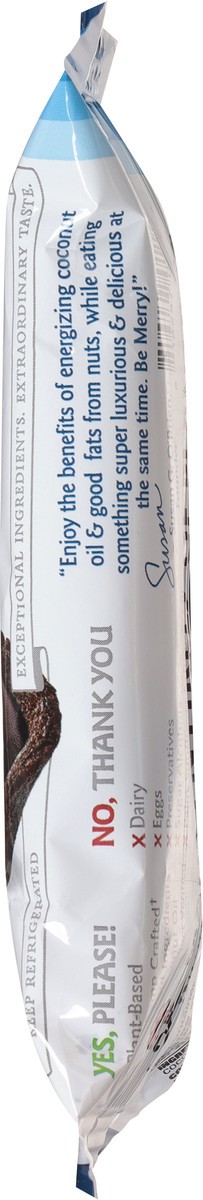 EXCEPTIONAL INGREDIENTS. EXTRAORDINARY TASTE.
KEEP REFRIGERATED
"Enjoy the benefits of energizing coconut
oil & good fats from nuts, while eating
something super luxurious & delicious at
the same time. Be Merry!"
Susan
YES, PLEASE!
Plant-Based
Crafted†
NO, THANK YOU
x Dairy
x Eggs
x Preservatives